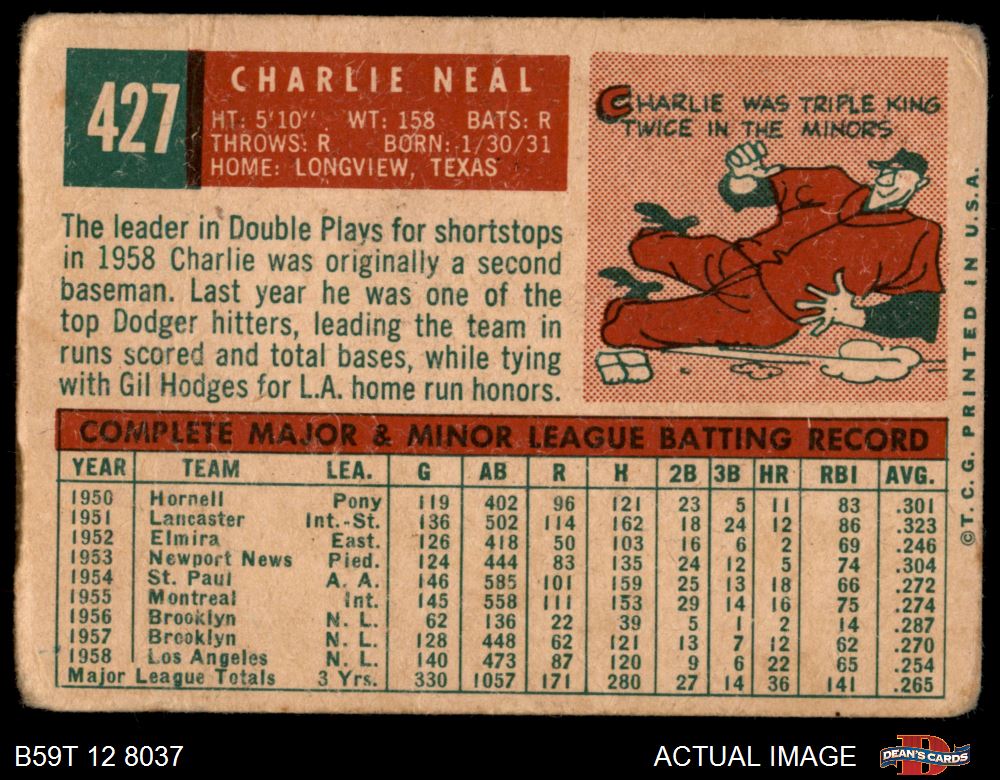 427
CHARLIE NEAL
HT: 5'10" WT: 158 BATS: R
THROWS: R BORN: 1/30/31
HOME: LONGVIEW, TEXAS
CHARLIE WAS TRIPLE KING
TWICE IN THE MINORS
The leader in Double Plays for shortstops
in 1958 Charlie was originally a second
baseman. Last year he was one of the
top Dodger hitters, leading the team in
runs scored and total bases, while tying
with Gil Hodges for L.A. home run honors.
©T. C. G. PRINTED IN U.S.A.
COMPLETE MAJOR & MINOR LEAGUE BATTING RECORD
YEAR TEAM LEA. G AB R H 2B 3B HR RBI AVG.
1950 Hornell Pony 119 402 96 121 23 5 11 83 .301
1951 Lancaster Int.-St. 136 502 114 162 18 24 12 86 .323
1952 Elmira East. 126 418 50 103 16 6 2 69 .246
1953 Newport News Pied. 124 444 83 135 24 12 5 74 .304
1954 St. Paul A. A. 146 585 101 159 25 13 18 66 .272
1955 Montreal Int. 145 558 111 153 29 14 16 75 .274
1956 Brooklyn N. L. 62 136 22 39 5 1 2 14 .287
1957 Brooklyn N. L. 128 448 62 121 13 7 12 62 .270
1958 Los Angeles N. L. 140 473 87 120 9 6 22 65 .254
Major League Totals 3 Yrs. 330 1057 171 280 27 14 36 141 .265
B59T 12 8037
ACTUAL IMAGE
DEAN'S CARDS